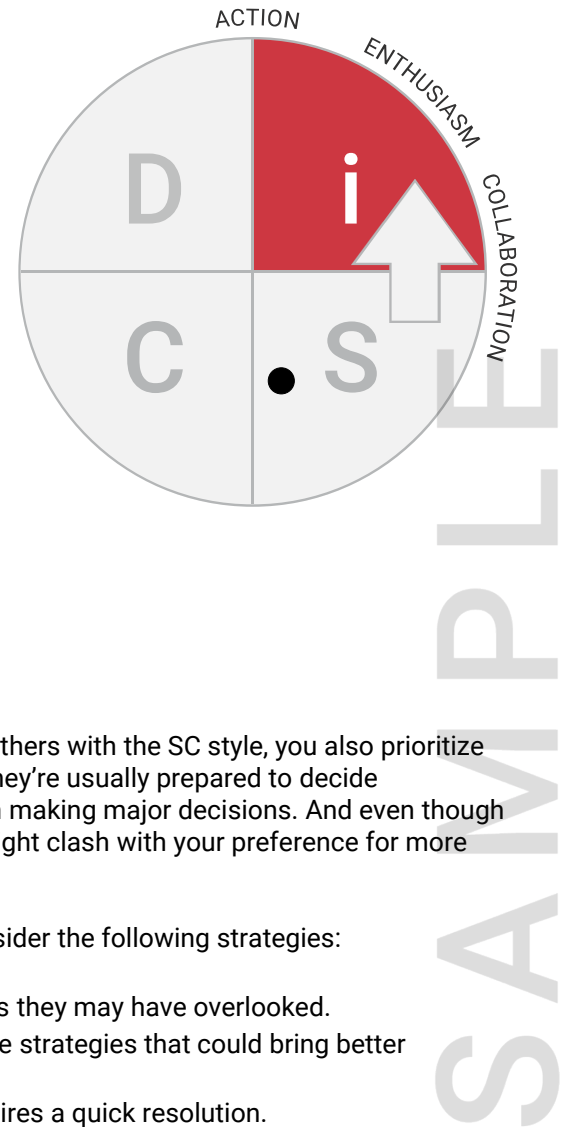 ACTION
ENTHUSIASM
COLLABORATION
D
i
C
S
thers with the SC style, you also prioritize
ney're usually prepared to decide
making major decisions. And even though
ght clash with your preference for more
sider the following strategies:
s they may have overlooked.
e strategies that could bring better
ires a quick resolution.
SAMPLE